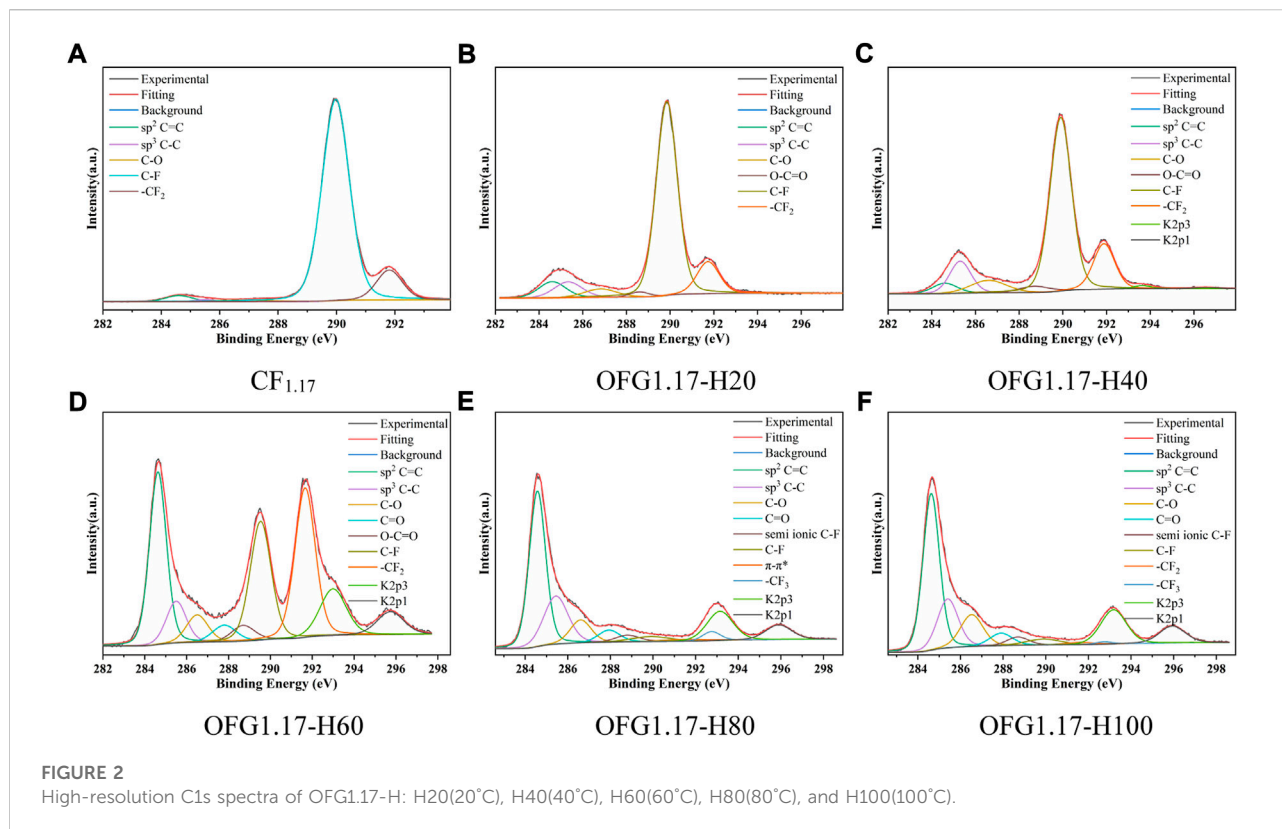 A
Experimental
Fitting
Background
sp² C=C
sp³ C-C
C-O
C-F
-CF₂
Intensity(a.u.)
282 284 286 288 290 292
Binding Energy (eV)
CF₁.₁₇
B
Experimental
Fitting
Background
sp² C=C
sp³ C-C
C-O
O-C=O
C-F
-CF₂
Intensity(a.u.)
282 284 286 288 290 292 294 296
Binding Energy (eV)
OFG1.17-H20
C
Experimental
Fitting
Background
sp² C=C
sp³ C-C
C-O
O-C=O
C-F
-CF₂
K2p3
K2p1
Intensity(a.u.)
282 284 286 288 290 292 294 296
Binding Energy (eV)
OFG1.17-H40
D
Experimental
Fitting
Background
sp² C=C
sp³ C-C
C-O
C=O
O-C=O
C-F
-CF₂
K2p3
K2p1
Intensity(a.u.)
282 284 286 288 290 292 294 296 298
Binding Energy (eV)
OFG1.17-H60
E
Experimental
Fitting
Background
sp² C=C
sp³ C-C
C-O
C=O
semi ionic C-F
C-F
π-π*
-CF₃
K2p3
K2p1
Intensity(a.u.)
284 286 288 290 292 294 296 298
Binding Energy (eV)
OFG1.17-H80
F
Experimental
Fitting
Background
sp² C=C
sp³ C-C
C-O
C=O
semi ionic C-F
C-F
-CF₂
-CF₃
K2p3
K2p1
Intensity(a.u.)
284 286 288 290 292 294 296 298
Binding Energy (eV)
OFG1.17-H100
FIGURE 2
High-resolution C1s spectra of OFG1.17-H: H20(20°C), H40(40°C), H60(60°C), H80(80°C), and H100(100°C).